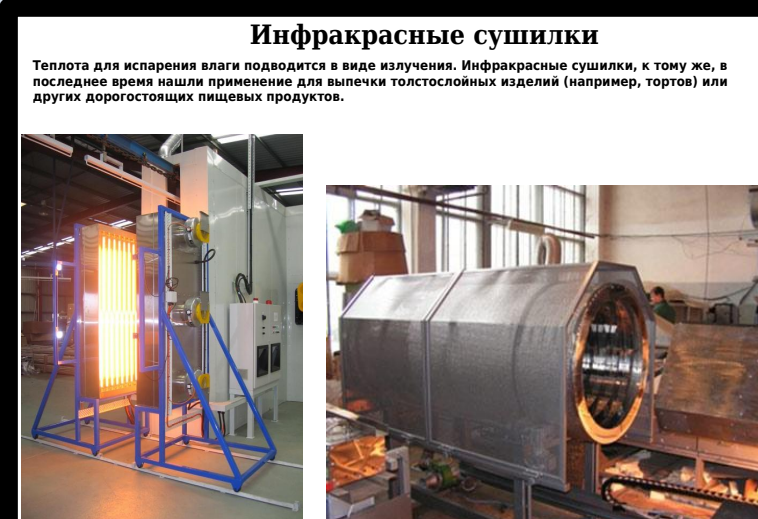 Инфракрасные сушилки
Теплота для испарения влаги подводится в виде излучения. Инфракрасные сушилки, к тому же, в
последнее время нашли применение для выпечки толстослойных изделий (например, тортов) или
других дорогостоящих пищевых продуктов.